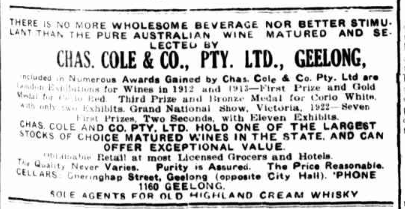 THERE IS NO MORE WHOLESOME BEVERAGE NOR BETTER STIMU-
LANT THAN THE PURE AUSTRALIAN WINE MATURED AND SE-
LECTED BY
CHAS. COLE & CO., PTY. LTD., GEELONG,
Included in Numerous Awards Gained by Chas. Cole & Co. Pty. Ltd are
London Exhibitions for Wines in 1912 and 1913—First Prize and Gold
Medal for Corio Red. Third Prize and Bronze Medal for Corio White,
with only two Exhibits. Grand National Show, Victoria, 1922—Seven
First Prizes, Two Seconds, with Eleven Exhibits.
CHAS. COLE AND CO. PTY. LTD. HOLD ONE OF THE LARGEST
STOCKS OF CHOICE MATURED WINES IN THE STATE, AND CAN
OFFER EXCEPTIONAL VALUE.
Obtainable Retail at most Licensed Grocers and Hotels.
The Quality Never Varies. Purity is Assured. The Price Reasonable.
CELLARS: Gheringhap Street, Geelong (opposite City Hall). 'PHONE
1160 GEELONG.
SOLE AGENTS FOR OLD HIGHLAND CREAM WHISKY